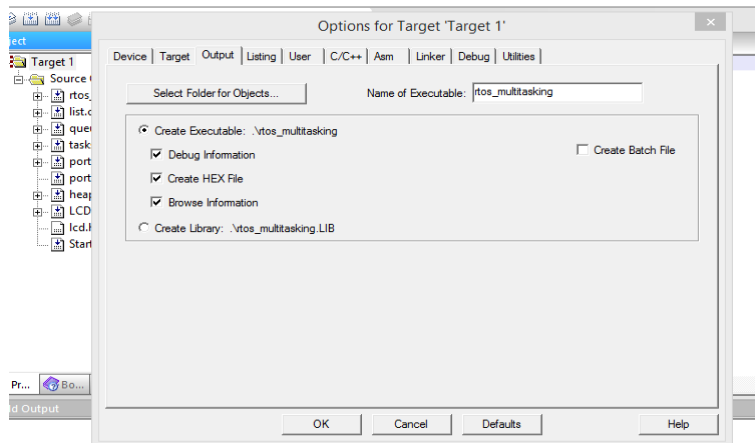 Options for Target 'Target 1'
ject
Device Target Output Listing User C/C++ Asm Linker Debug Utilities
Target 1
Source
Select Folder for Objects...
Name of Executable: rtos_multitasking
rtos_
list.c
queu
task
port
port
heap
LCD
lcd.h
Start
Create Executable: .\rtos_multitasking
Debug Information
Create Batch File
Create HEX File
Browse Information
Create Library: .\rtos_multitasking.LIB
Pr...
Bo...
ld Output
OK
Cancel
Defaults
Help